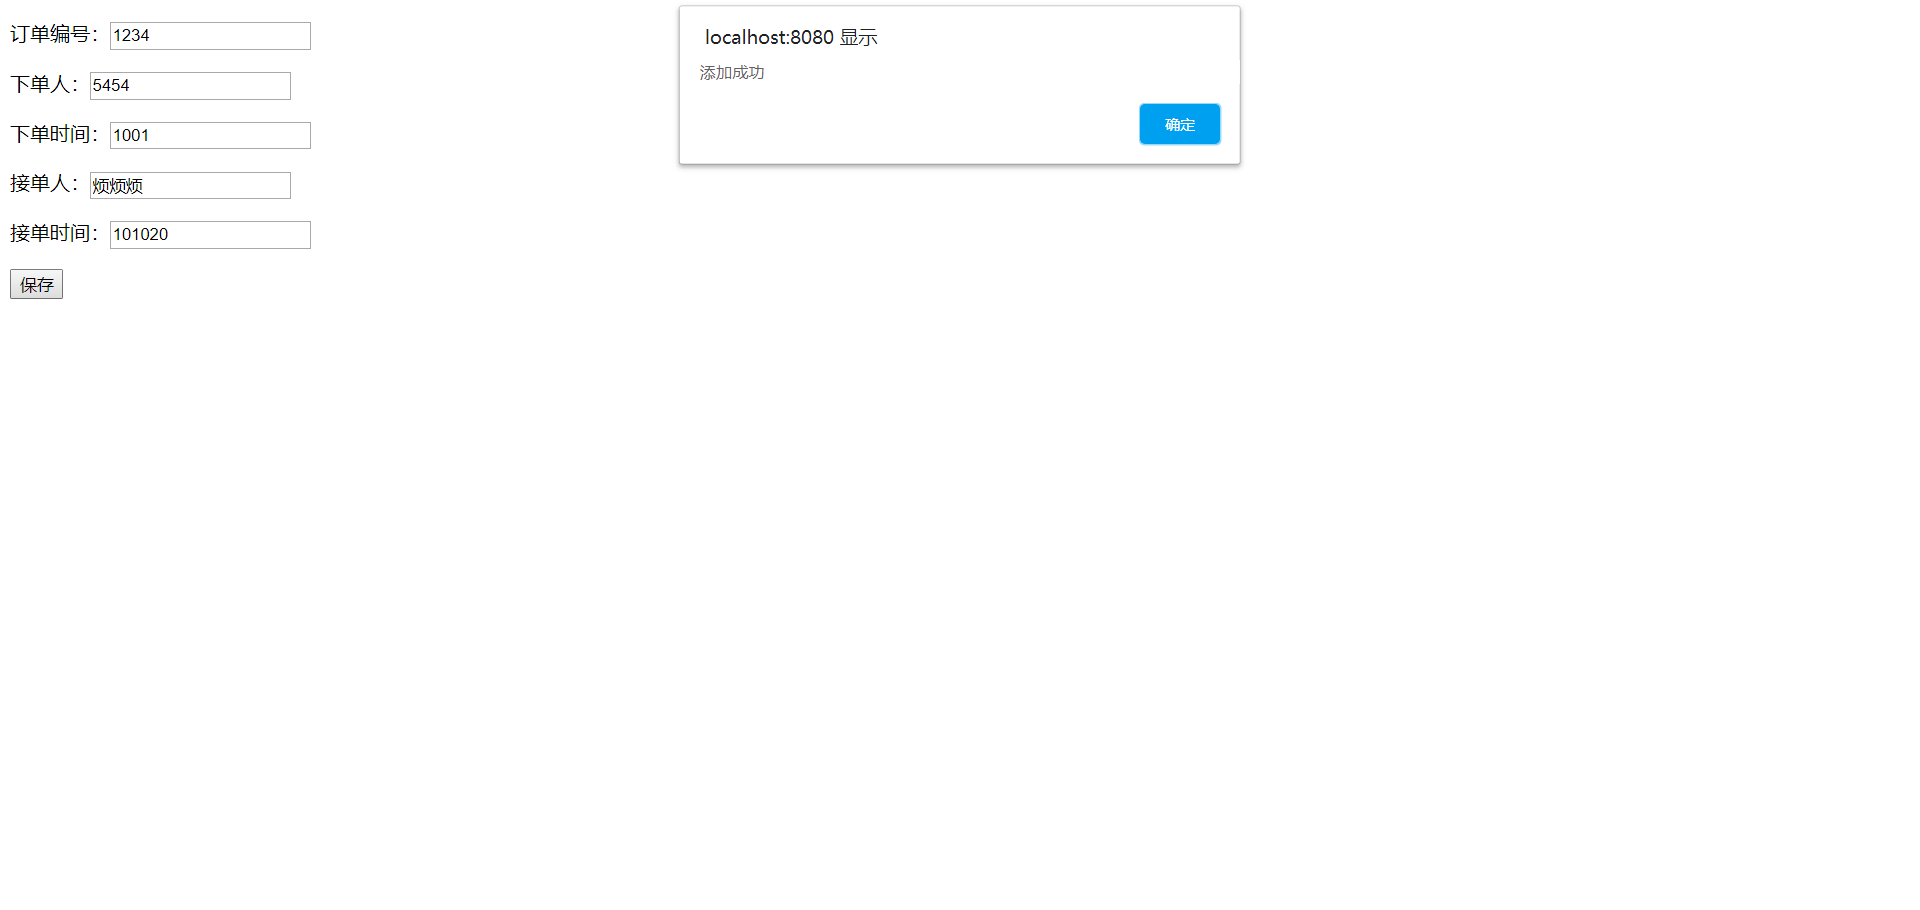 订单编号：1234
下单人：5454
下单时间：1001
接单人：烦烦烦
接单时间：101020
保存
localhost:8080 显示
添加成功
确定